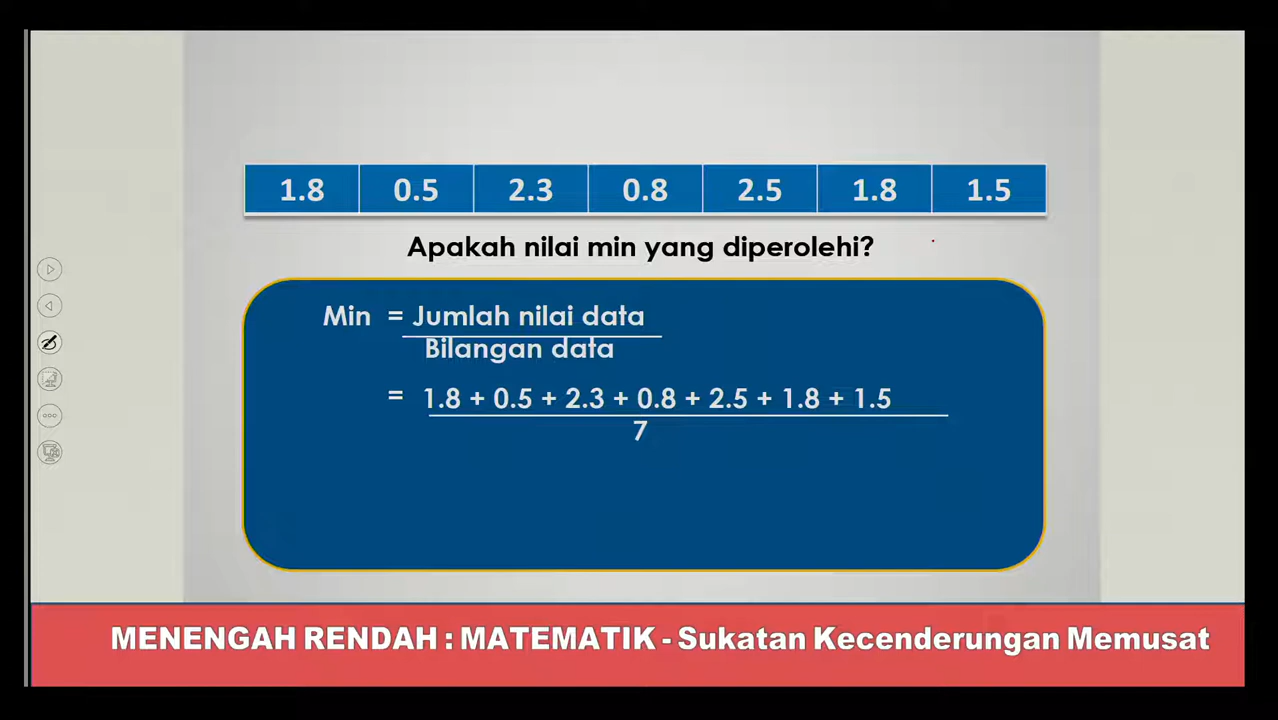 1.8 0.5 2.3 0.8 2.5 1.8 1.5
Apakah nilai min yang diperolehi?
Min = Jumlah nilai data
Bilangan data
= 1.8 + 0.5 + 2.3 + 0.8 + 2.5 + 1.8 + 1.5
7
MENENGAH RENDAH : MATEMATIK - Sukatan Kecenderungan Memusat